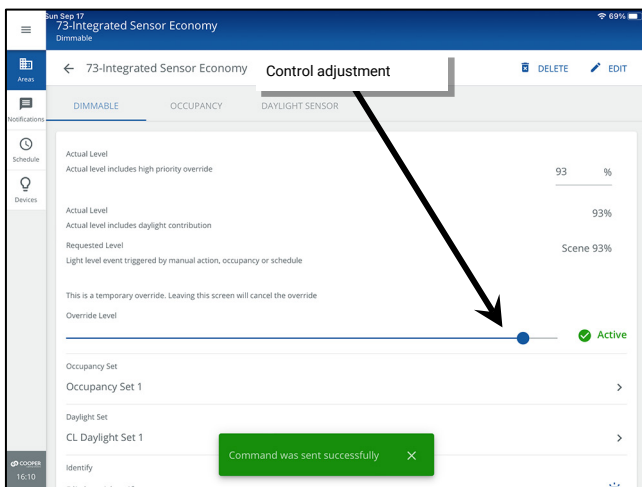 Sun Sep 17
69%
73-Integrated Sensor Economy
Dimmable
Areas
Notifications
Schedule
Devices
COOPER
16:10
73-Integrated Sensor Economy
Control adjustment
DELETE
EDIT
DIMMABLE
OCCUPANCY
DAYLIGHT SENSOR
Actual Level
Actual level includes high priority override
93 %
Actual Level
93%
Actual level includes daylight contribution
Requested Level
Scene 93%
Light level event triggered by manual action, occupancy or schedule
This is a temporary override. Leaving this screen will cancel the override
Override Level
Active
Occupancy Set
Occupancy Set 1
Daylight Set
CL Daylight Set 1
Command was sent successfully
Identify